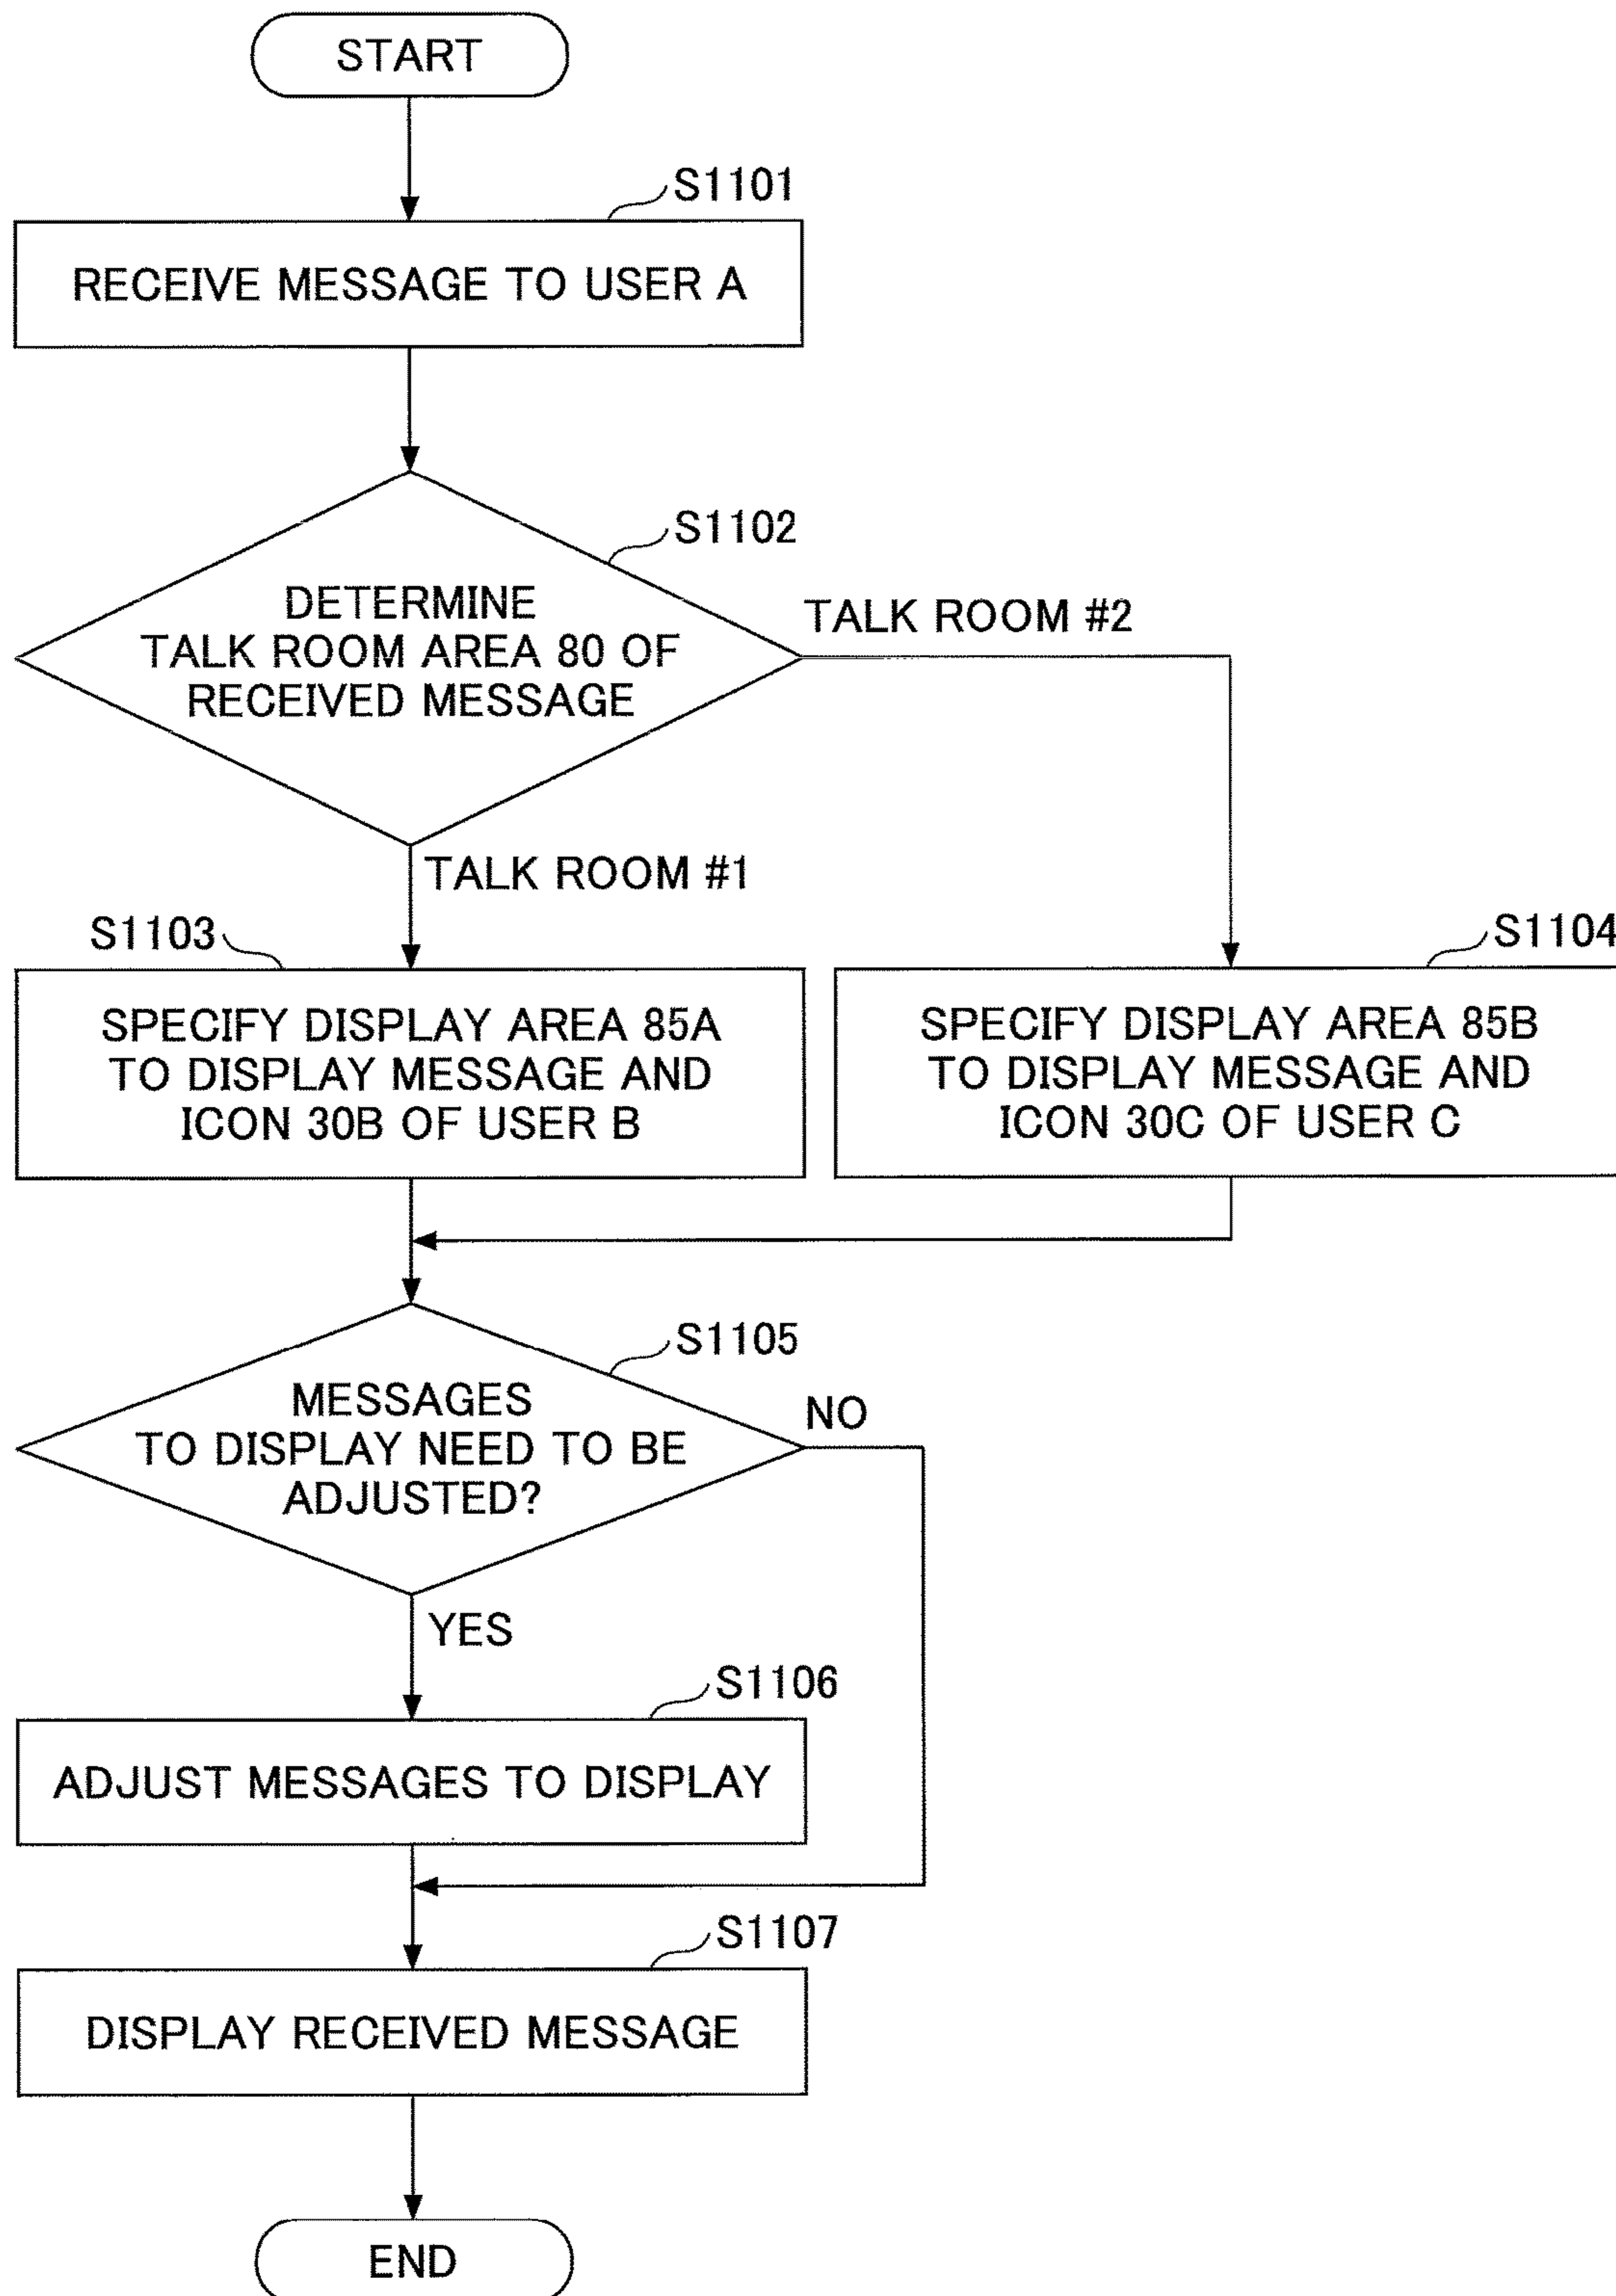 START
S1101
RECEIVE MESSAGE TO USER A
S1102
DETERMINE
TALK ROOM AREA 80 OF
RECEIVED MESSAGE
TALK ROOM #2
TALK ROOM #1
S1103
SPECIFY DISPLAY AREA 85A
TO DISPLAY MESSAGE AND
ICON 30B OF USER B
S1104
SPECIFY DISPLAY AREA 85B
TO DISPLAY MESSAGE AND
ICON 30C OF USER C
S1105
MESSAGES
TO DISPLAY NEED TO BE
ADJUSTED?
NO
YES
S1106
ADJUST MESSAGES TO DISPLAY
S1107
DISPLAY RECEIVED MESSAGE
END